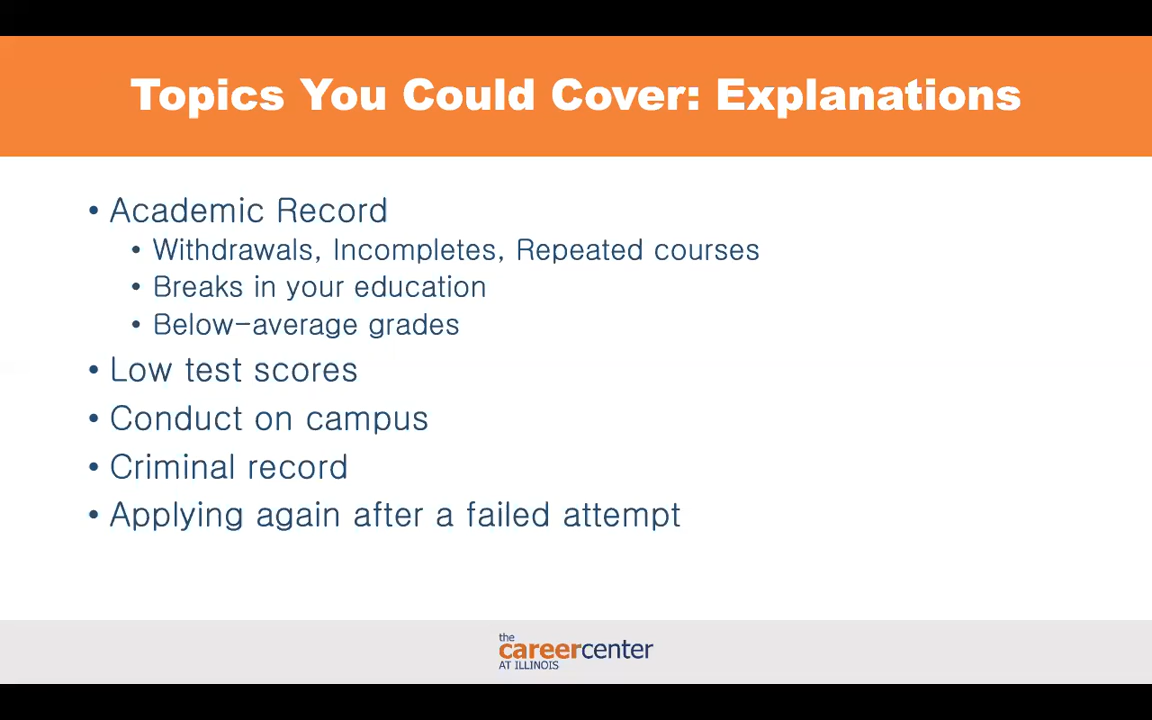 Topics You Could Cover: Explanations
• Academic Record
• Withdrawals, Incompletes, Repeated courses
• Breaks in your education
• Below-average grades
• Low test scores
• Conduct on campus
• Criminal record
• Applying again after a failed attempt
the
careercenter
AT ILLINOIS